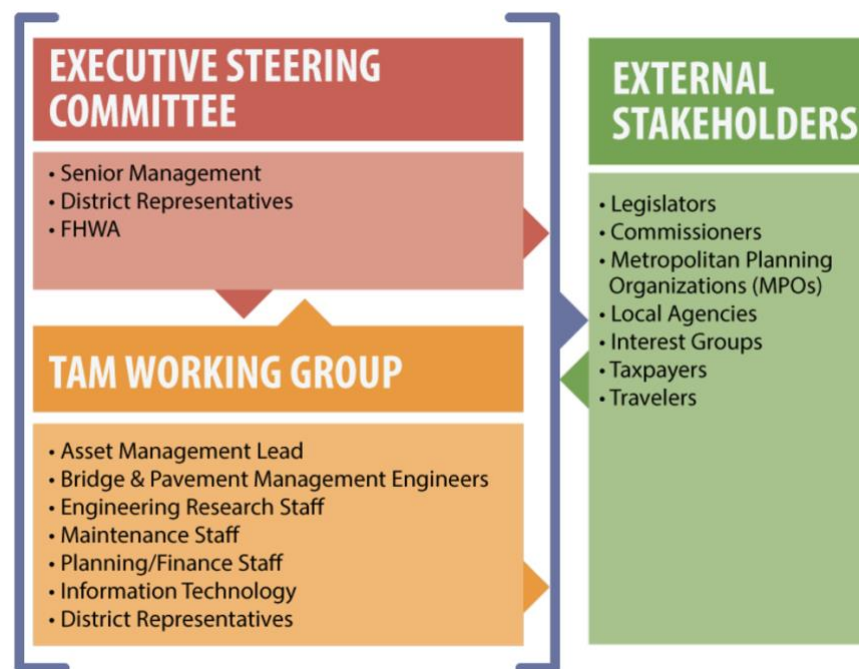 EXECUTIVE STEERING
COMMITTEE
• Senior Management
• District Representatives
• FHWA
TAM WORKING GROUP
• Asset Management Lead
• Bridge & Pavement Management Engineers
• Engineering Research Staff
• Maintenance Staff
• Planning/Finance Staff
• Information Technology
• District Representatives
EXTERNAL
STAKEHOLDERS
• Legislators
• Commissioners
• Metropolitan Planning
Organizations (MPOs)
• Local Agencies
• Interest Groups
• Taxpayers
• Travelers